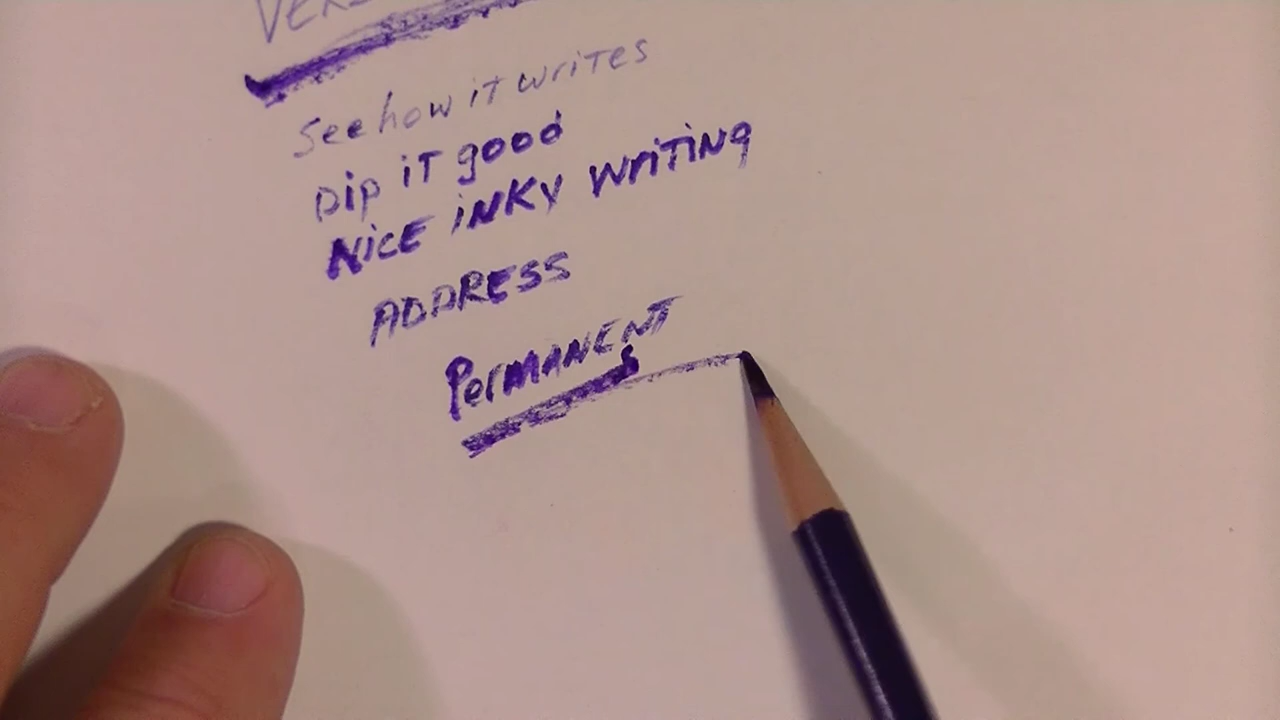 See how it writes
Dip it good
NICE INKY WRITING
ADDRESS
PERMANENT